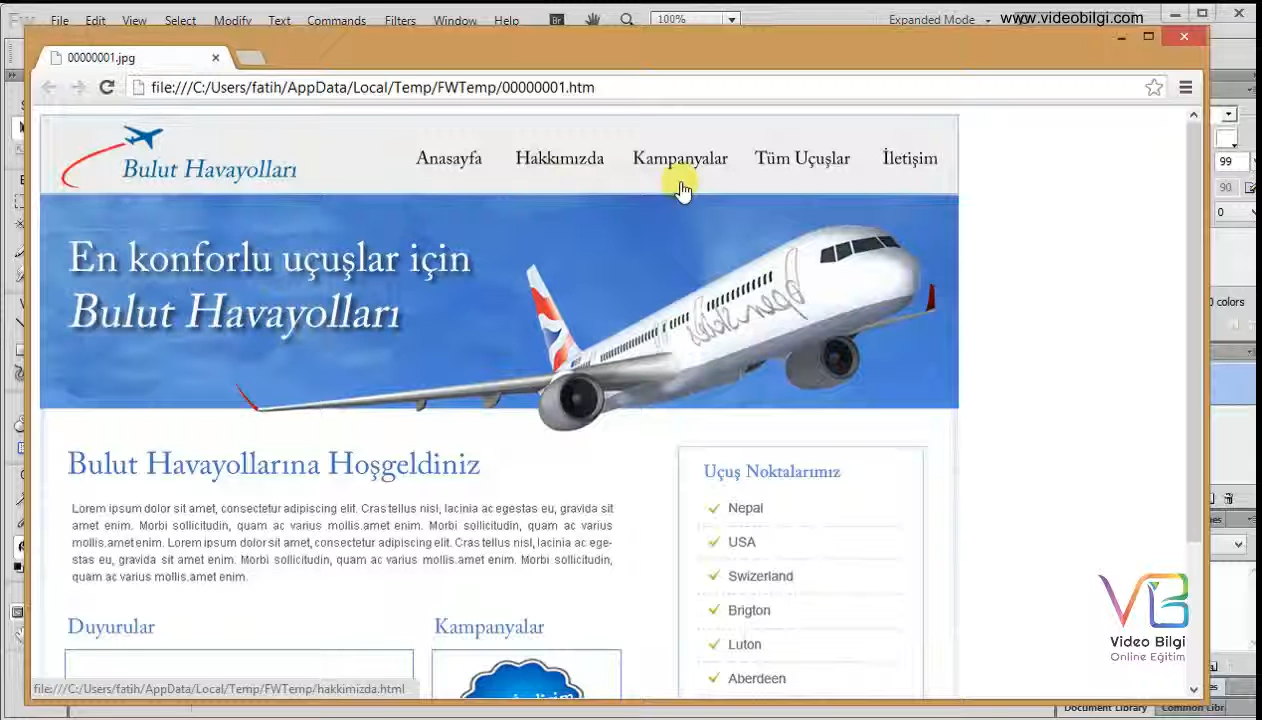 File Edit View Select Modify Text Commands Filters Window Help Br 100% Expanded Mode www.videobilgi.com
00000001.jpg
file:///C:/Users/fatih/AppData/Local/Temp/FWTemp/00000001.htm
Bulut Havayolları
Anasayfa Hakkımızda Kampanyalar Tüm Uçuşlar İletişim
99
90
0
En konforlu uçuşlar için
Bulut Havayolları
0 colors
Bulut Havayollarına Hoşgeldiniz
Lorem ipsum dolor sit amet, consectetur adipiscing elit. Cras tellus nisl, lacinia ac egestas eu, gravida sit
amet enim. Morbi sollicitudin, quam ac varius mollis.amet enim. Morbi sollicitudin, quam ac varius
mollis.amet enim. Lorem ipsum dolor sit amet, consectetur adipiscing elit. Cras tellus nisl, lacinia ac ege-
stas eu, gravida sit amet enim. Morbi sollicitudin, quam ac varius mollis.amet enim. Morbi sollicitudin,
quam ac varius mollis.amet enim.
Uçuş Noktalarımız
Nepal
USA
Swizerland
Brigton
Luton
Aberdeen
Duyurular
Kampanyalar
VB
Video Bilgi
Online Eğitim
file:///C:/Users/fatih/AppData/Local/Temp/FWTemp/hakkimizda.html
Document Library Common Libr